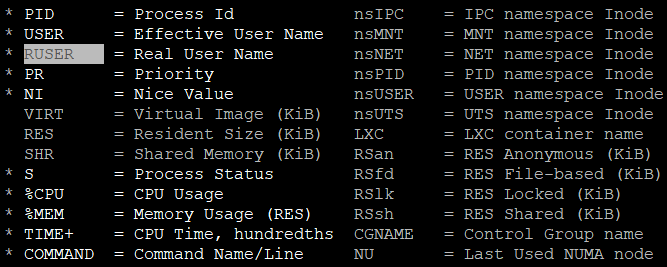 * PID     = Process Id             nsIPC   = IPC namespace Inode
* USER    = Effective User Name    nsMNT   = MNT namespace Inode
* RUSER   = Real User Name         nsNET   = NET namespace Inode
* PR      = Priority               nsPID   = PID namespace Inode
* NI      = Nice Value             nsUSER  = USER namespace Inode
  VIRT    = Virtual Image (KiB)    nsUTS   = UTS namespace Inode
  RES     = Resident Size (KiB)    LXC     = LXC container name
  SHR     = Shared Memory (KiB)    RSan    = RES Anonymous (KiB)
* S       = Process Status         RSfd    = RES File-based (KiB)
* %CPU    = CPU Usage              RSlk    = RES Locked (KiB)
* %MEM    = Memory Usage (RES)     RSsh    = RES Shared (KiB)
* TIME+   = CPU Time, hundredths   CGNAME  = Control Group name
* COMMAND = Command Name/Line      NU      = Last Used NUMA node